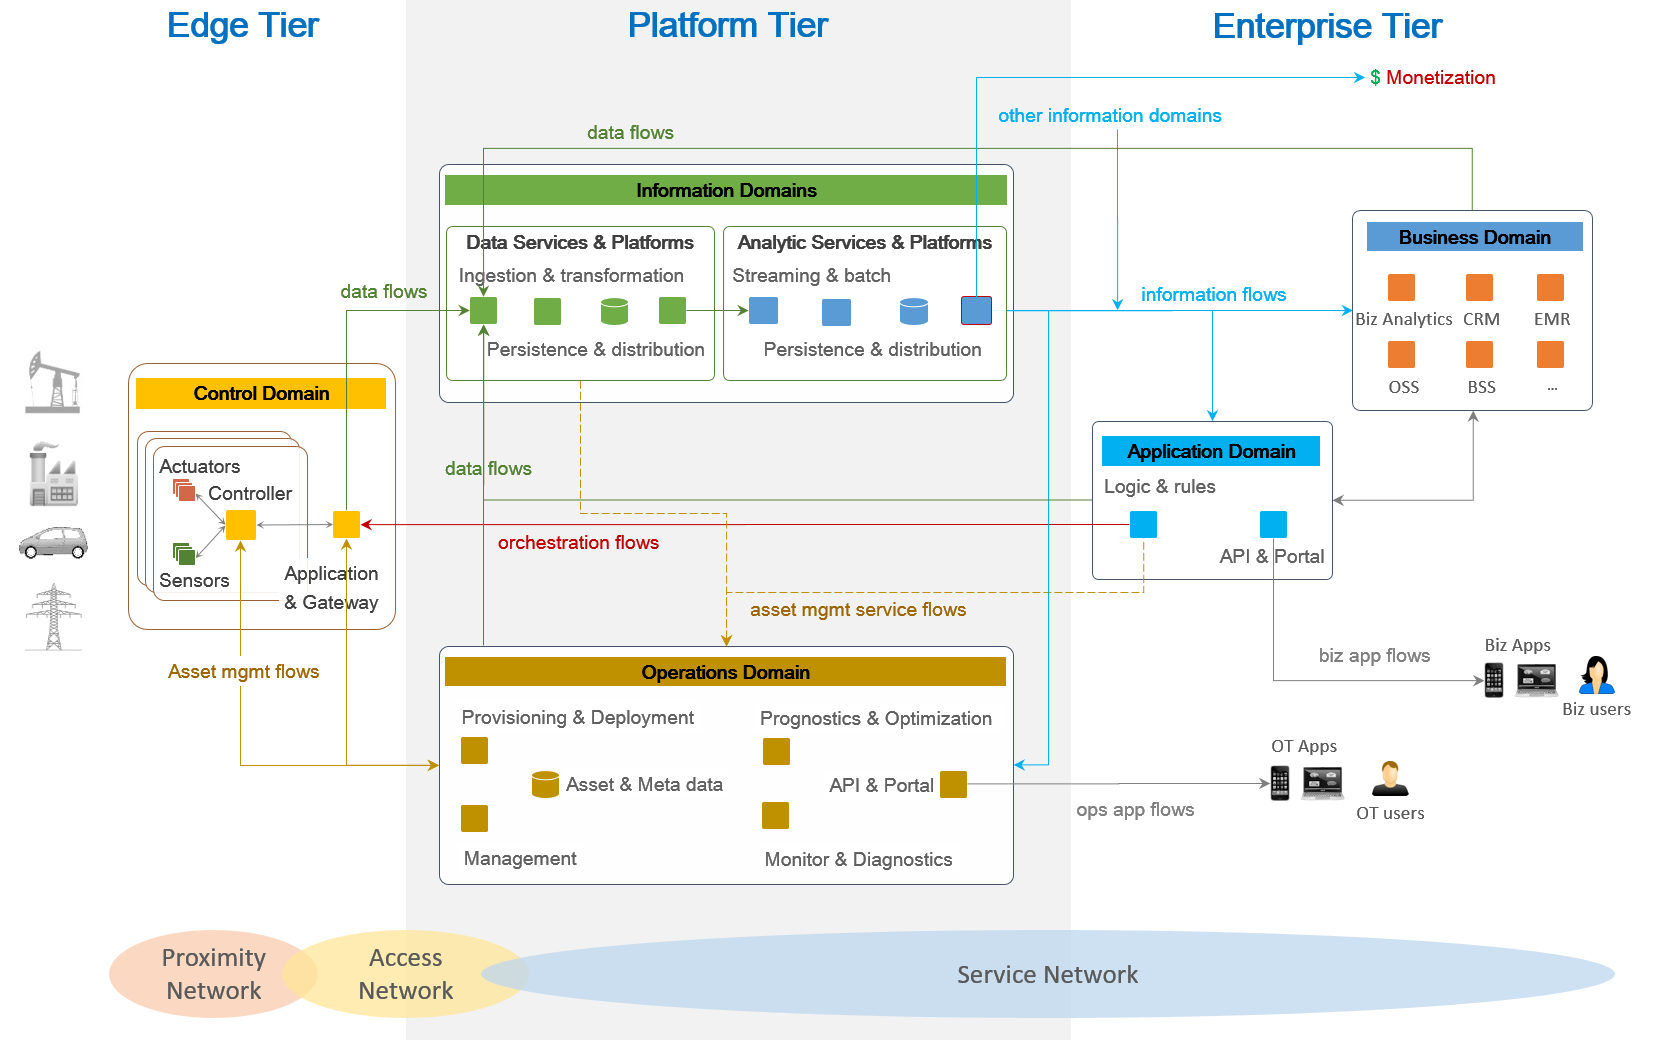 Edge Tier
Platform Tier
Enterprise Tier
$ Monetization
other information domains
data flows
Information Domains
Data Services & Platforms
Analytic Services & Platforms
Ingestion & transformation
Streaming & batch
Persistence & distribution
Persistence & distribution
data flows
information flows
Business Domain
Biz Analytics
CRM
EMR
OSS
BSS
...
Control Domain
Actuators
Controller
Sensors
Application
& Gateway
data flows
orchestration flows
Application Domain
Logic & rules
API & Portal
asset mgmt service flows
Asset mgmt flows
Operations Domain
Provisioning & Deployment
Prognostics & Optimization
Asset & Meta data
API & Portal
Management
Monitor & Diagnostics
biz app flows
Biz Apps
Biz users
OT Apps
ops app flows
OT users
Proximity
Network
Access
Network
Service Network